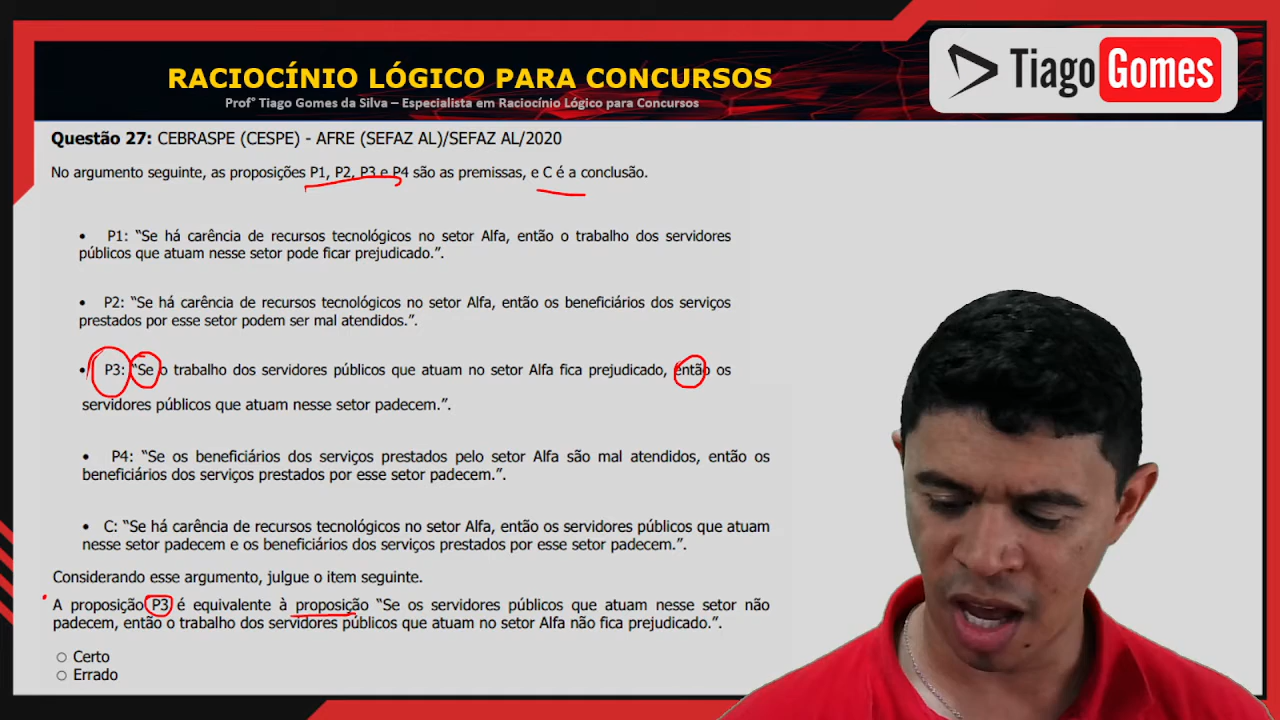 RACIOCÍNIO LÓGICO PARA CONCURSOS
Prof° Tiago Gomes da Silva – Especialista em Raciocínio Lógico para Concursos
Tiago Gomes
Questão 27: CEBRASPE (CESPE) - AFRE (SEFAZ AL)/SEFAZ AL/2020
No argumento seguinte, as proposições P1, P2, P3 e P4 são as premissas, e C é a conclusão.
• P1: “Se há carência de recursos tecnológicos no setor Alfa, então o trabalho dos servidores
públicos que atuam nesse setor pode ficar prejudicado.”.
• P2: “Se há carência de recursos tecnológicos no setor Alfa, então os beneficiários dos serviços
prestados por esse setor podem ser mal atendidos.”.
• P3: “Se o trabalho dos servidores públicos que atuam no setor Alfa fica prejudicado, então os
servidores públicos que atuam nesse setor padecem.”.
• P4: “Se os beneficiários dos serviços prestados pelo setor Alfa são mal atendidos, então os
beneficiários dos serviços prestados por esse setor padecem.”.
• C: “Se há carência de recursos tecnológicos no setor Alfa, então os servidores públicos que atuam
nesse setor padecem e os beneficiários dos serviços prestados por esse setor padecem.”.
Considerando esse argumento, julgue o item seguinte.
A proposição P3 é equivalente à proposição “Se os servidores públicos que atuam nesse setor não
padecem, então o trabalho dos servidores públicos que atuam no setor Alfa não fica prejudicado.”.
Certo
Errado